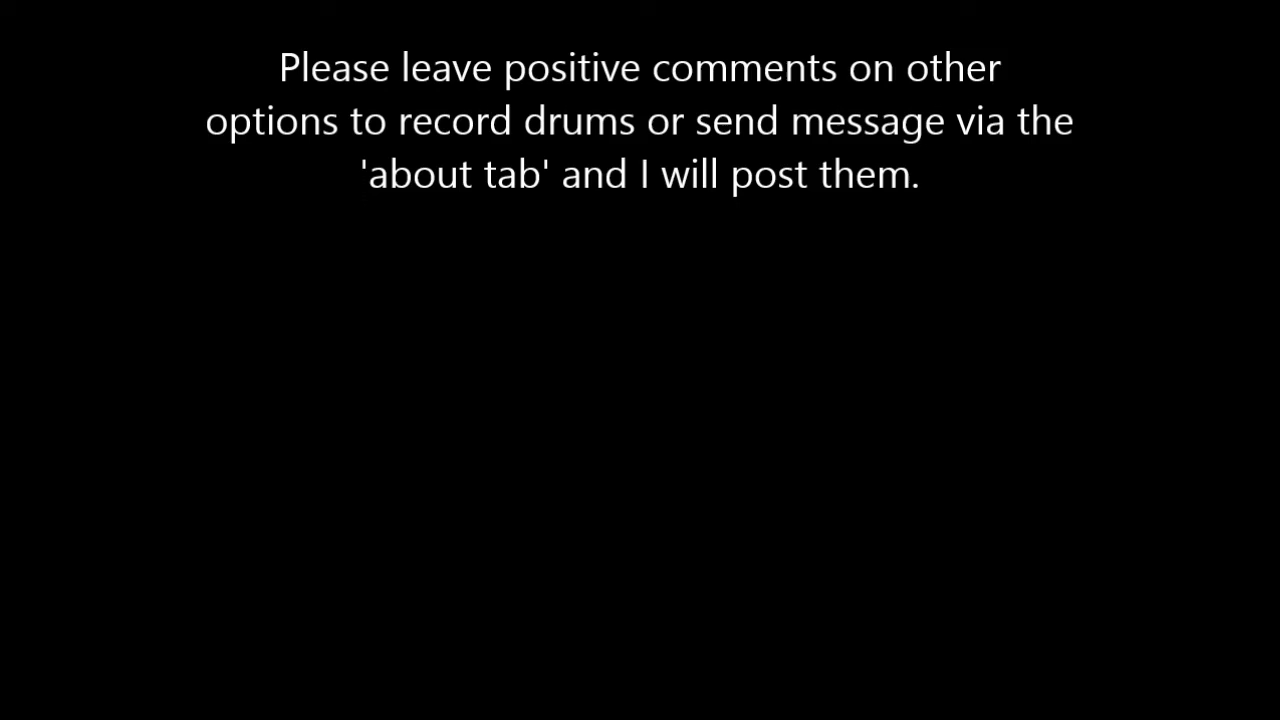 Please leave positive comments on other
options to record drums or send message via the
'about tab' and I will post them.